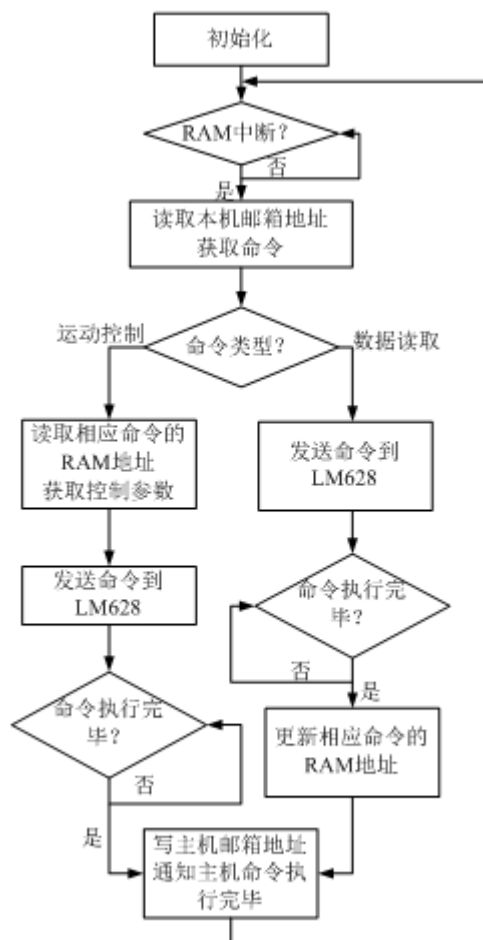 初始化
RAM中断?
否
是
读取本机邮箱地址
获取命令
运动控制
命令类型?
数据读取
读取相应命令的
RAM地址
获取控制参数
发送命令到
LM628
发送命令到
LM628
命令执行完
毕?
否
是
命令执行完
毕?
否
是
更新相应命令的
RAM地址
写主机邮箱地址
通知主机命令执
行完毕